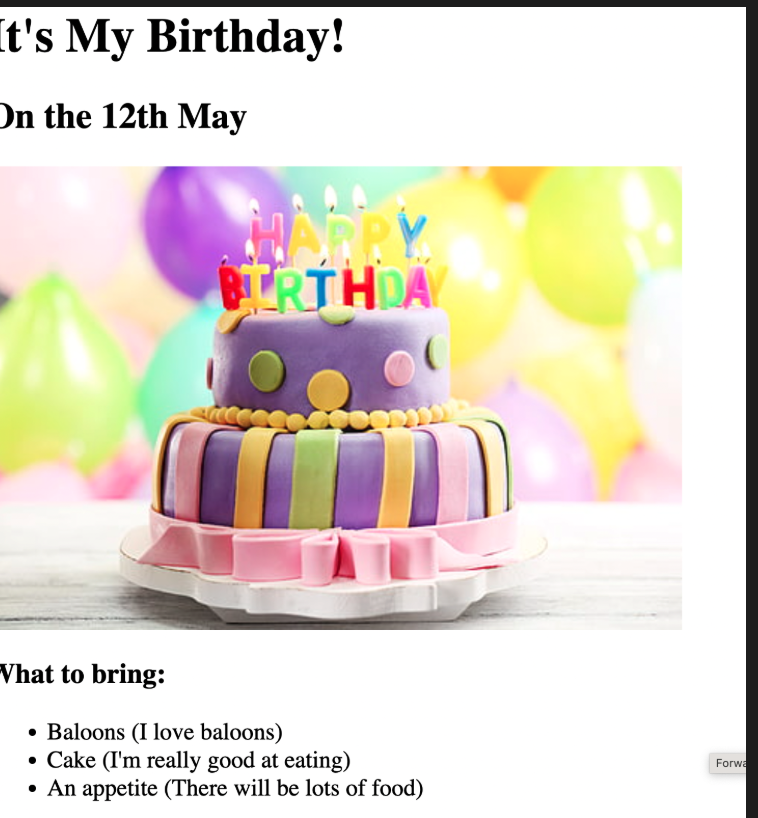 It's My Birthday!
On the 12th May
HAPPY
BIRTHDAY
What to bring:
Baloons (I love baloons)
Cake (I'm really good at eating)
An appetite (There will be lots of food)